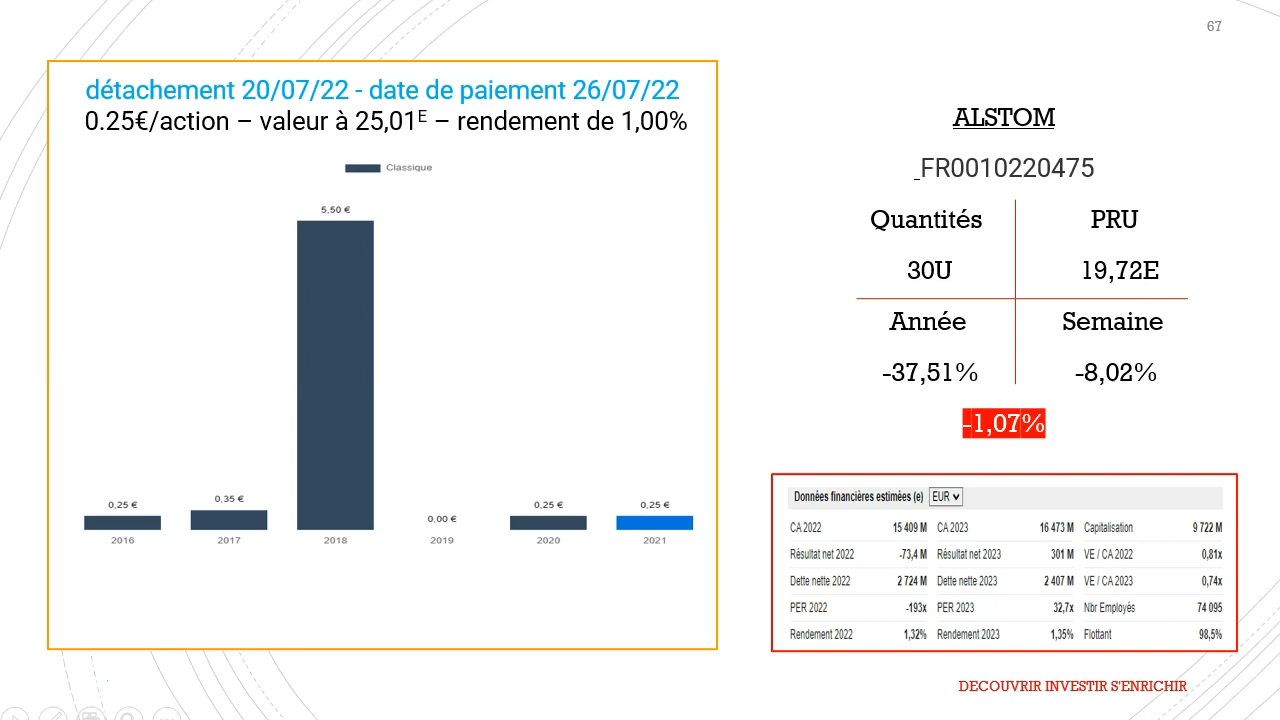 67
détachement 20/07/22 - date de paiement 26/07/22
0.25€/action – valeur à 25,01E – rendement de 1,00%
Classique
5,50 €
0,25 €
0,35 €
0,00 €
0,25 €
0,25 €
2016 2017 2018 2019 2020 2021
ALSTOM
FR0010220475
Quantités PRU
30U 19,72E
Année Semaine
-37,51% -8,02%
-1,07%
Données financières estimées (e) EUR
CA 2022 15 409 M CA 2023 16 473 M Capitalisation 9 722 M
Résultat net 2022 -73,4 M Résultat net 2023 301 M VE / CA 2022 0,81x
Dette nette 2022 2 724 M Dette nette 2023 2 407 M VE / CA 2023 0,74x
PER 2022 -193x PER 2023 32,7x Nbr Employés 74 095
Rendement 2022 1,32% Rendement 2023 1,35% Flottant 98,5%
DECOUVRIR INVESTIR S'ENRICHIR